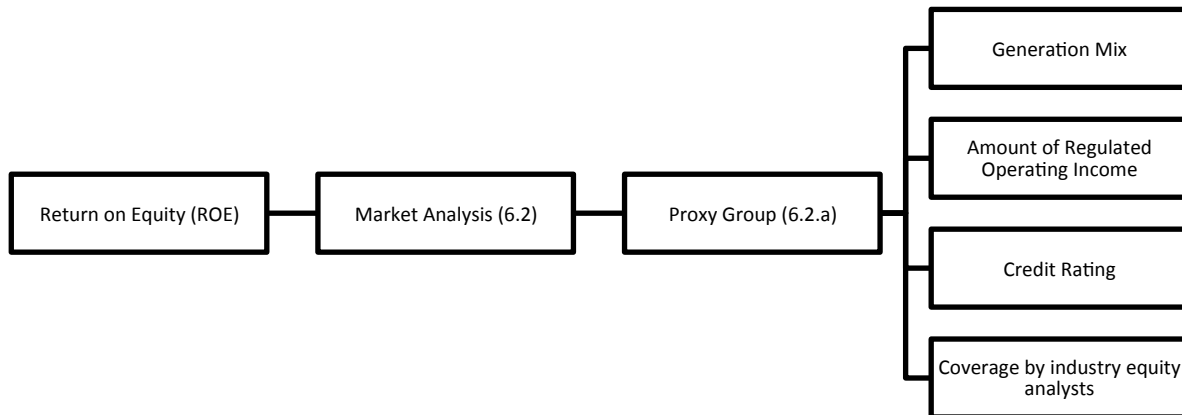 Return on Equity (ROE)
Market Analysis (6.2)
Proxy Group (6.2.a)
Generation Mix
Amount of Regulated
Operating Income
Credit Rating
Coverage by industry equity
analysts